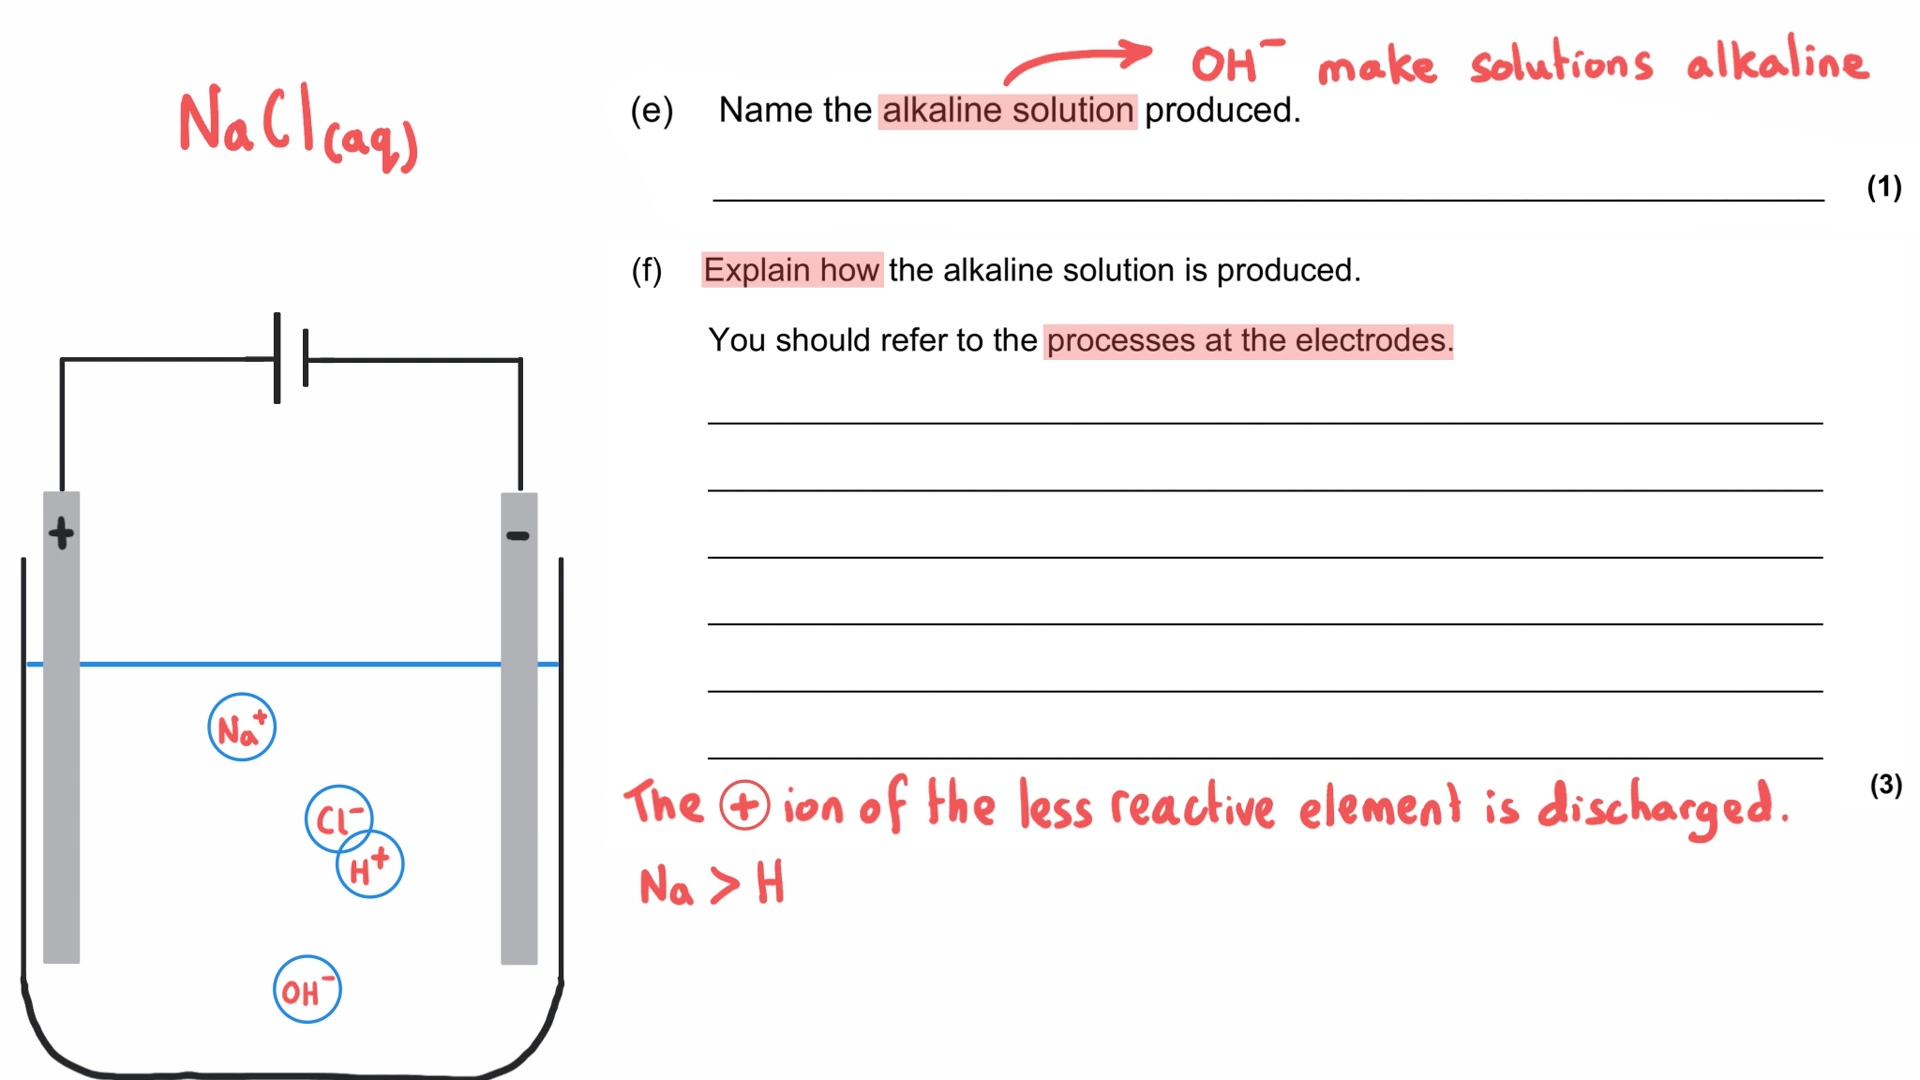 OH⁻ make solutions alkaline
NaCl(aq)
(e) Name the alkaline solution produced.
(1)
(f) Explain how the alkaline solution is produced.
You should refer to the processes at the electrodes.
+ -
Na⁺
Cl⁻
H⁺
OH⁻
(3)
The + ion of the less reactive element is discharged.
Na > H